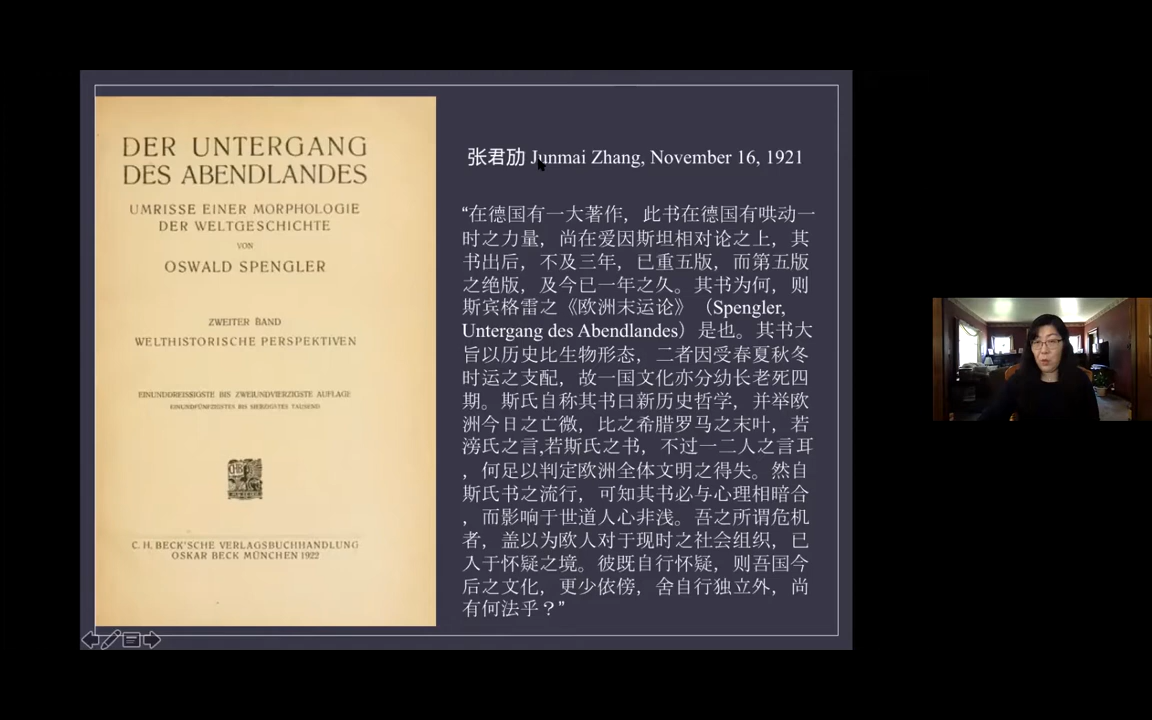 DER UNTERGANG
DES ABENDLANDES
UMRISSE EINER MORPHOLOGIE
DER WELTGESCHICHTE
VON
OSWALD SPENGLER
ZWEITER BAND
WELTHISTORISCHE PERSPEKTIVEN
EINUNDDREISSIGSTE BIS ZWEIUNDVIERZIGSTE AUFLAGE
EINUNDFÜNFZIGSTES BIS SIEBZIGSTES TAUSEND
C. H. BECK'SCHE VERLAGSBUCHHANDLUNG
OSKAR BECK MÜNCHEN 1922
张君劢 Junmai Zhang, November 16, 1921
“在德国有一大著作，此书在德国有哄动一
时之力量，尚在爱因斯坦相对论之上，其
书出后，不及三年，已重五版，而第五版
之绝版，及今已一年之久。其书为何，则
斯宾格雷之《欧洲末运论》（Spengler,
Untergang des Abendlandes）是也。其书大
旨以历史比生物形态，二者因受春夏秋冬
时运之支配，故一国文化亦分幼长老死四
期。斯氏自称其书曰新历史哲学，并举欧
洲今日之亡微，比之希腊罗马之末叶，若
滂氏之言,若斯氏之书，不过一二人之言耳
，何足以判定欧洲全体文明之得失。然自
斯氏书之流行，可知其书必与心理相暗合
，而影响于世道人心非浅。吾之所谓危机
者，盖以为欧人对于现时之社会组织，已
入于怀疑之境。彼既自行怀疑，则吾国今
后之文化，更少依傍，舍自行独立外，尚
有何法乎？”